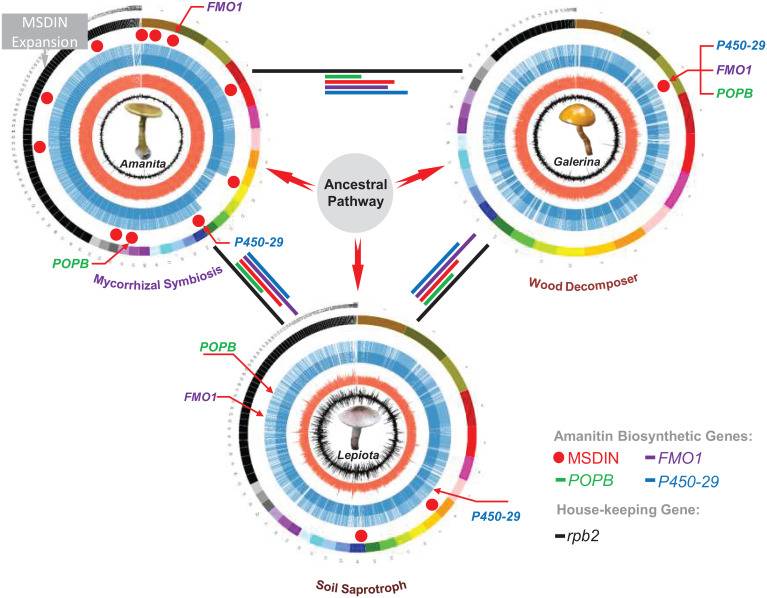 MSDIN
Expansion
FMO1
Amanita
POPB
P450-29
Mycorrhizal Symbiosis
Ancestral
Pathway
P450-29
FMO1
POPB
Galerina
Wood Decomposer
POPB
FMO1
Lepiota
P450-29
Soil Saprotroph
Amanitin Biosynthetic Genes:
MSDIN FMO1
POPB P450-29
House-keeping Gene:
rpb2